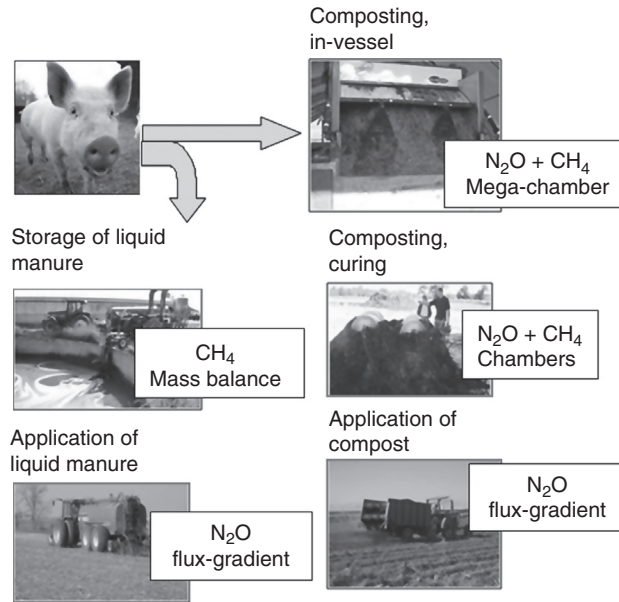 Composting,
in-vessel
N₂O + CH₄
Mega-chamber
Storage of liquid
manure
CH₄
Mass balance
Composting,
curing
N₂O + CH₄
Chambers
Application of
liquid manure
N₂O
flux-gradient
Application of
compost
N₂O
flux-gradient